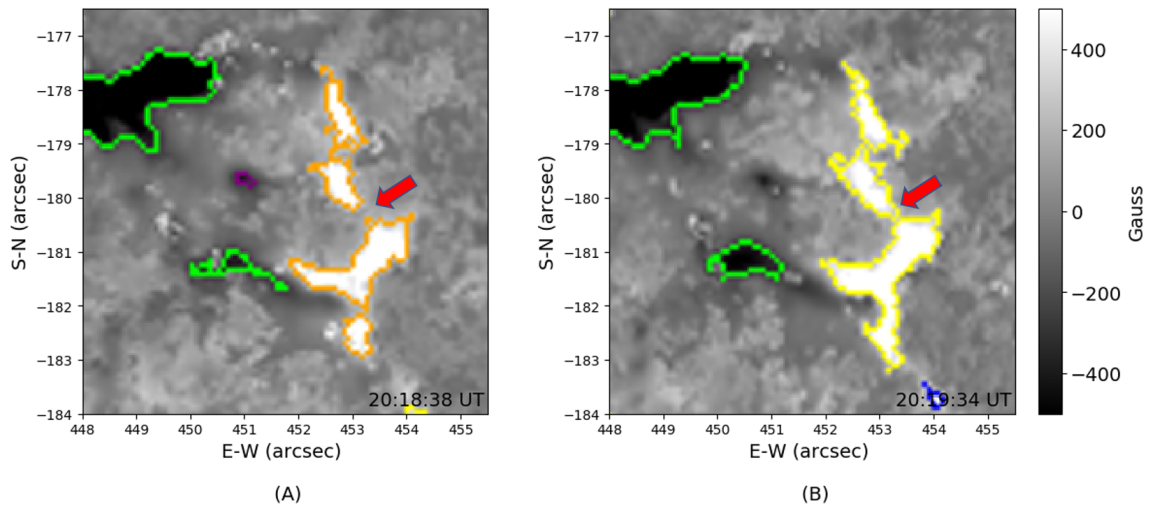 −177
−178
−179
−180
−181
−182
−183
−184
S-N (arcsec)
20:18:38 UT
448 449 450 451 452 453 454 455
E-W (arcsec)
(A)
−177
−178
−179
−180
−181
−182
−183
−184
S-N (arcsec)
20:19:34 UT
448 449 450 451 452 453 454 455
E-W (arcsec)
(B)
400
200
0
−200
−400
Gauss